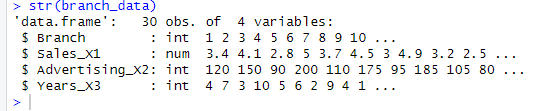 > str(branch_data)
'data.frame':   30 obs. of  4 variables:
 $ Branch        : int  1 2 3 4 5 6 7 8 9 10 ...
 $ Sales_X1      : num  3.4 4.1 2.8 5 3.7 4.5 3 4.9 3.2 2.5 ...
 $ Advertising_X2: int  120 150 90 200 110 175 95 185 105 80 ...
 $ Years_X3      : int  4 7 3 10 5 6 2 9 4 1 ...
>